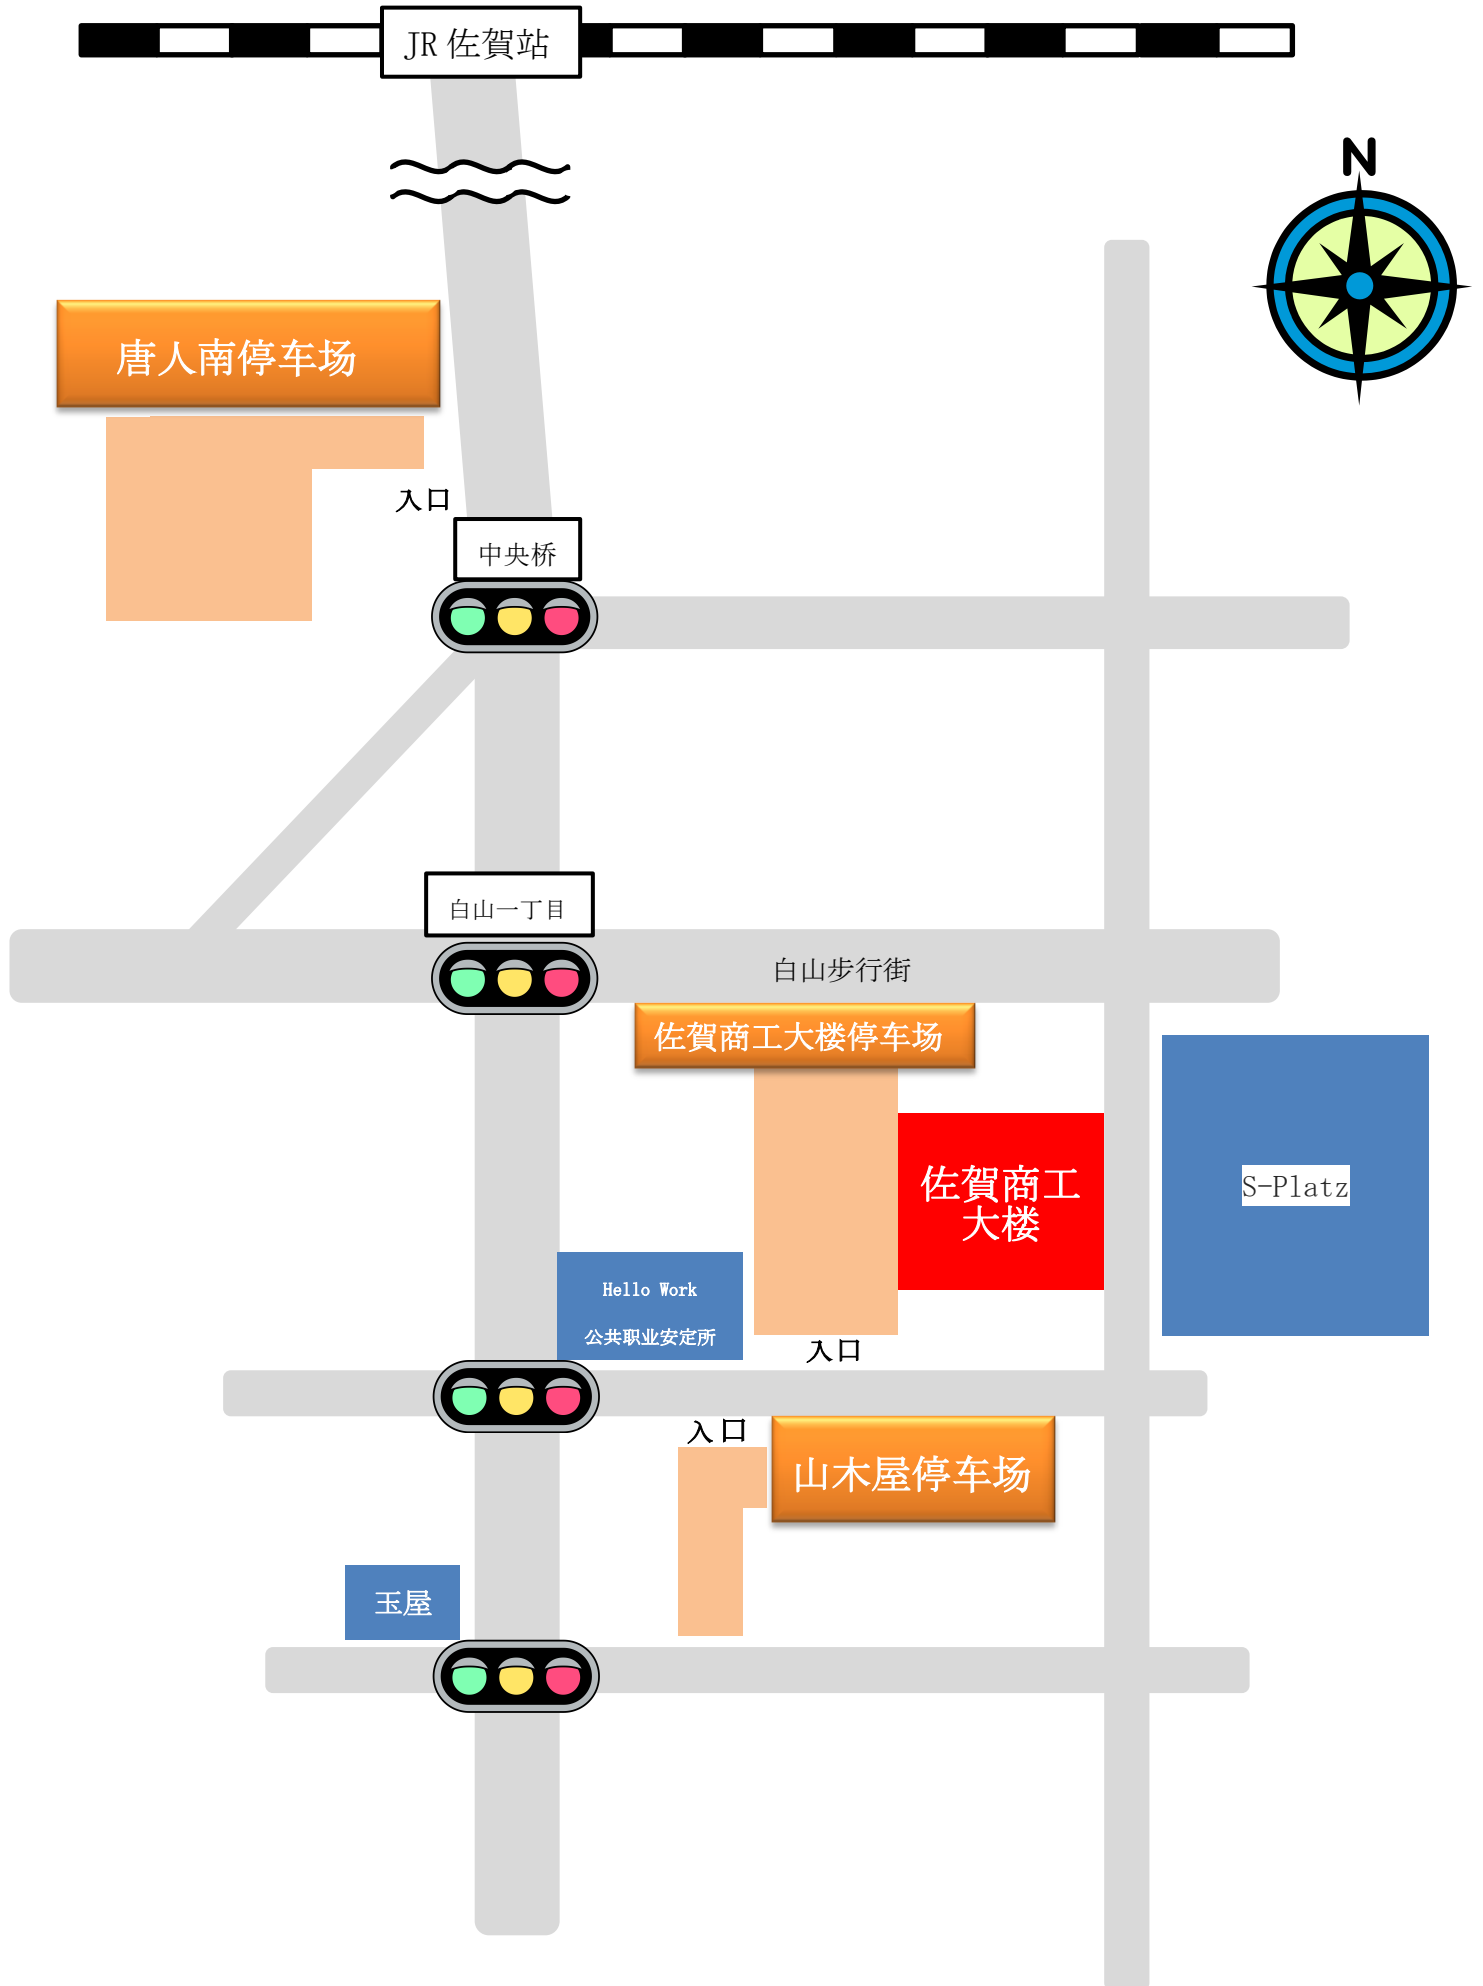 JR 佐賀站
N
唐人南停车场
入口
中央桥
白山一丁目
白山步行街
佐賀商工大楼停车场
佐賀商工
大楼
S-Platz
Hello Work
公共职业安定所
入口
入口
山木屋停车场
玉屋